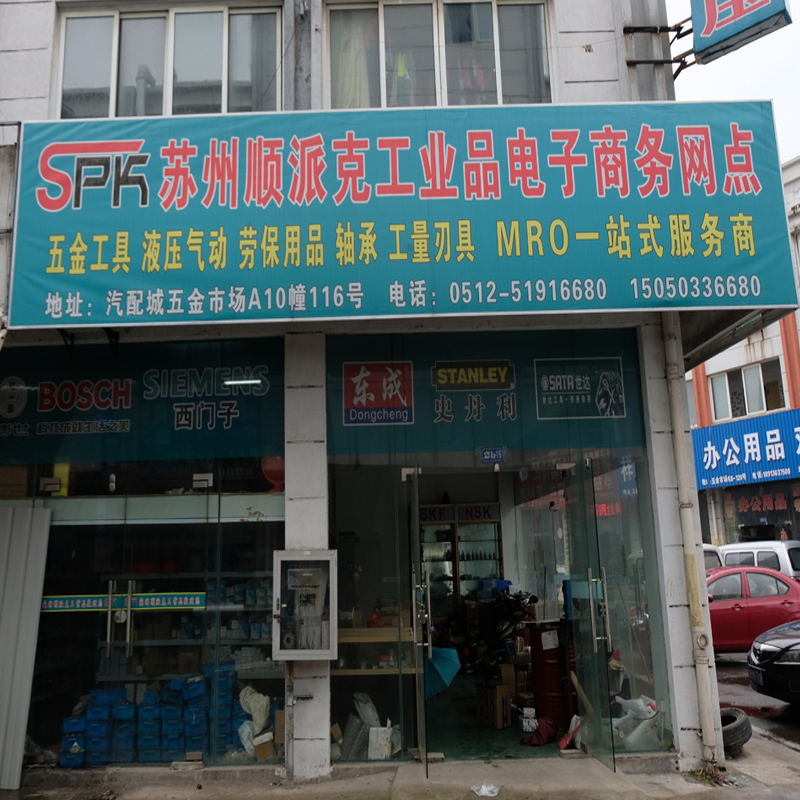 SPK 苏州顺派克工业品电子商务网点
五金工具 液压气动 劳保用品 轴承 工量刃具 MRO一站式服务商
地址：汽配城五金市场A10幢116号 电话：0512-51916680 15050336680
BOSCH
SIEMENS
西门子
东成
Dongcheng
STANLEY
史丹利
SATA 世达
SKF NSK
办公用品
办公用品